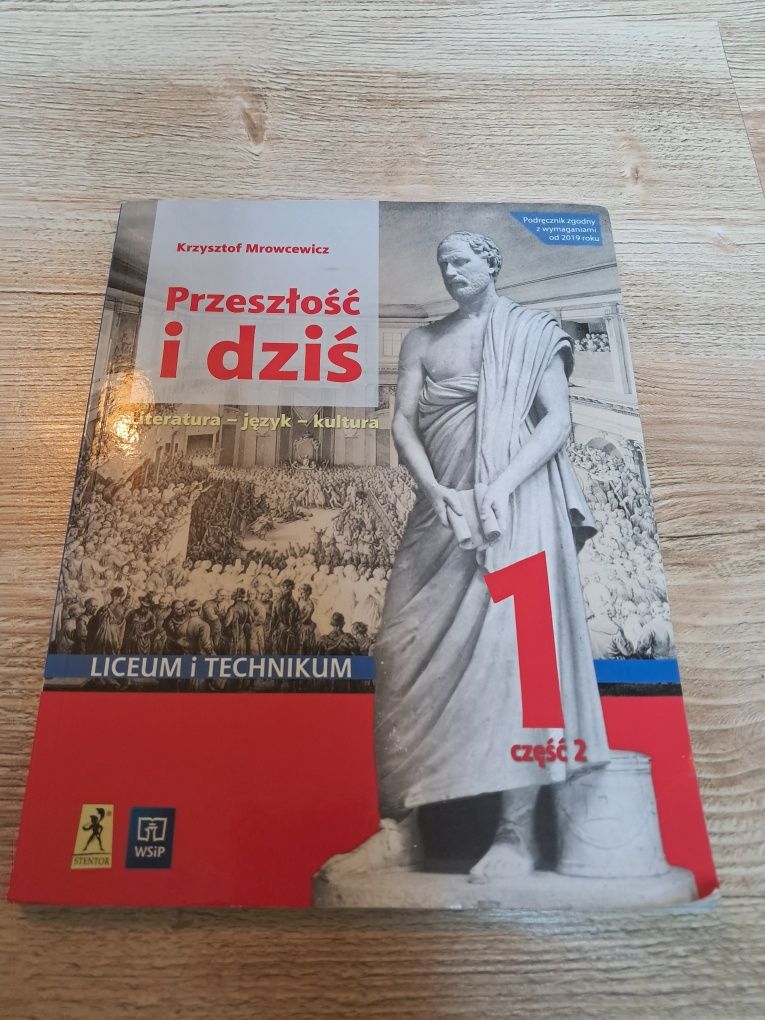 Krzysztof Mrowcewicz
Podręcznik zgodny
z wymaganiami
od 2019 roku
Przeszłość
i dziś
Literatura – język – kultura
LICEUM i TECHNIKUM
1
część 2
STENTOR
®
WSiP